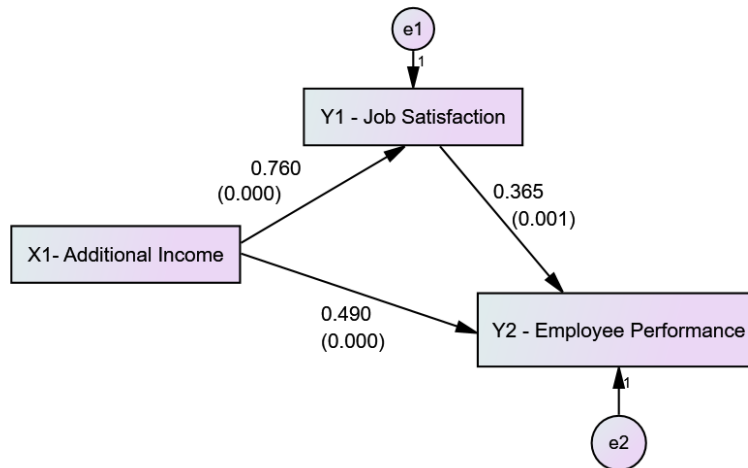 e1
1
Y1 - Job Satisfaction
0.760
(0.000)
0.365
(0.001)
X1- Additional Income
0.490
(0.000)
Y2 - Employee Performance
1
e2